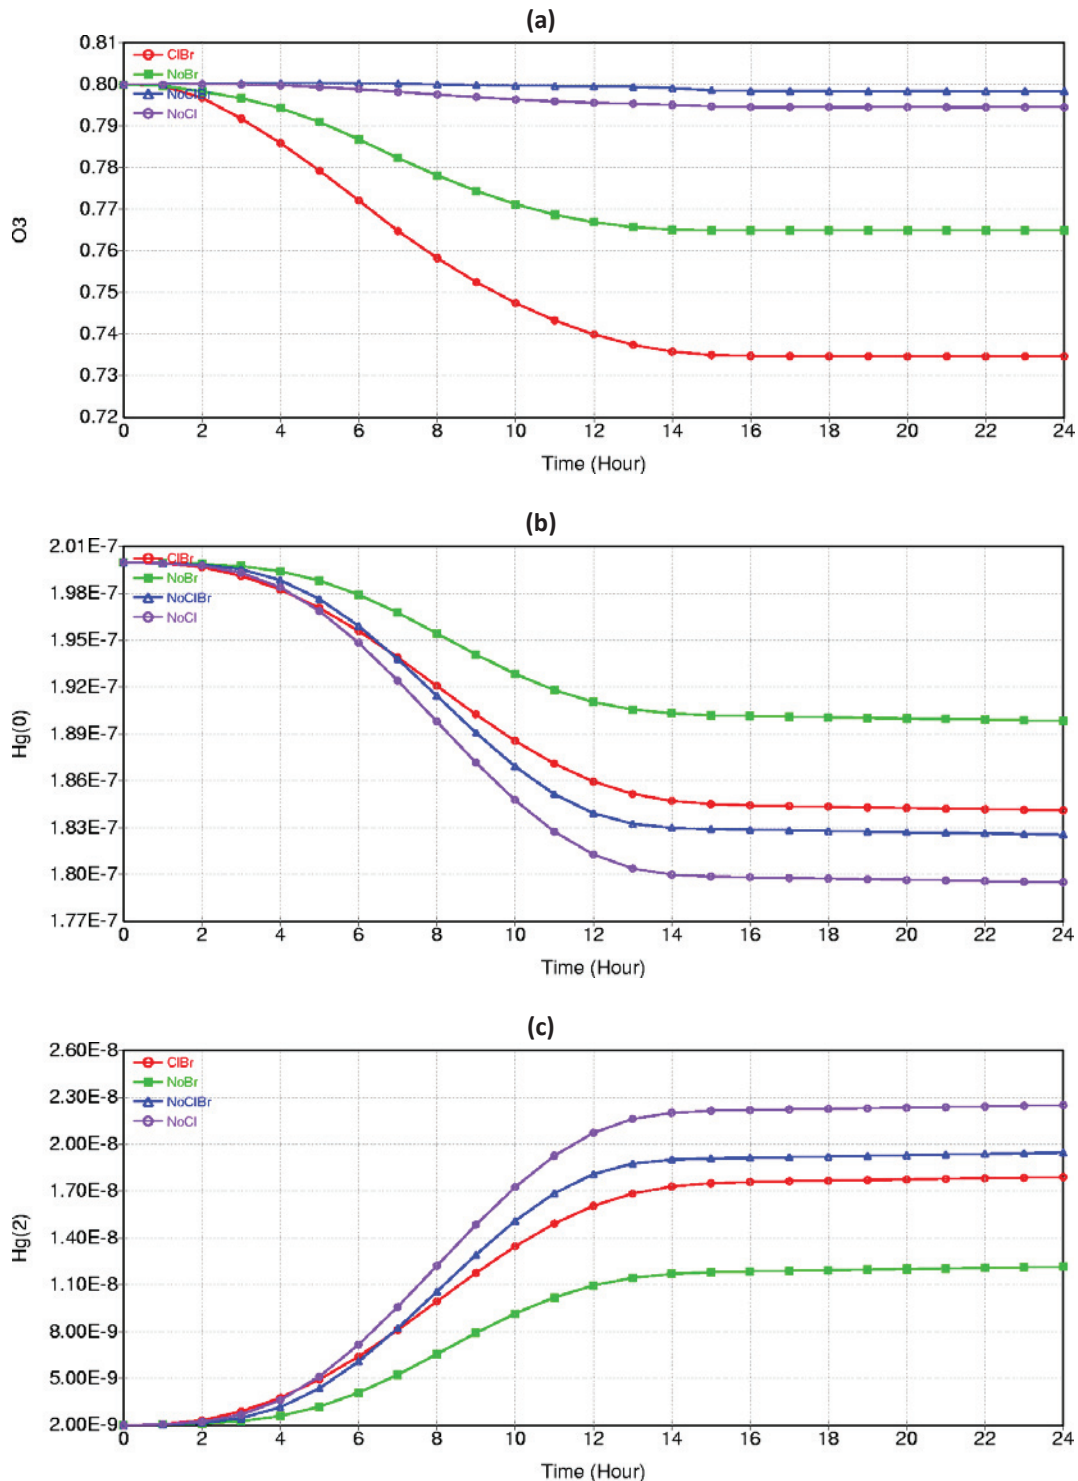 (a)
0.81
0.80
0.79
0.78
0.77
0.76
0.75
0.74
0.73
0.72
O3
ClBr
NoBr
NoClBr
NoCl
0 2 4 6 8 10 12 14 16 18 20 22 24
Time (Hour)
(b)
2.01E-7
1.98E-7
1.95E-7
1.92E-7
1.89E-7
1.86E-7
1.83E-7
1.80E-7
1.77E-7
Hg(0)
ClBr
NoBr
NoClBr
NoCl
0 2 4 6 8 10 12 14 16 18 20 22 24
Time (Hour)
(c)
2.60E-8
2.30E-8
2.00E-8
1.70E-8
1.40E-8
1.10E-8
8.00E-9
5.00E-9
2.00E-9
Hg(2)
ClBr
NoBr
NoClBr
NoCl
0 2 4 6 8 10 12 14 16 18 20 22 24
Time (Hour)